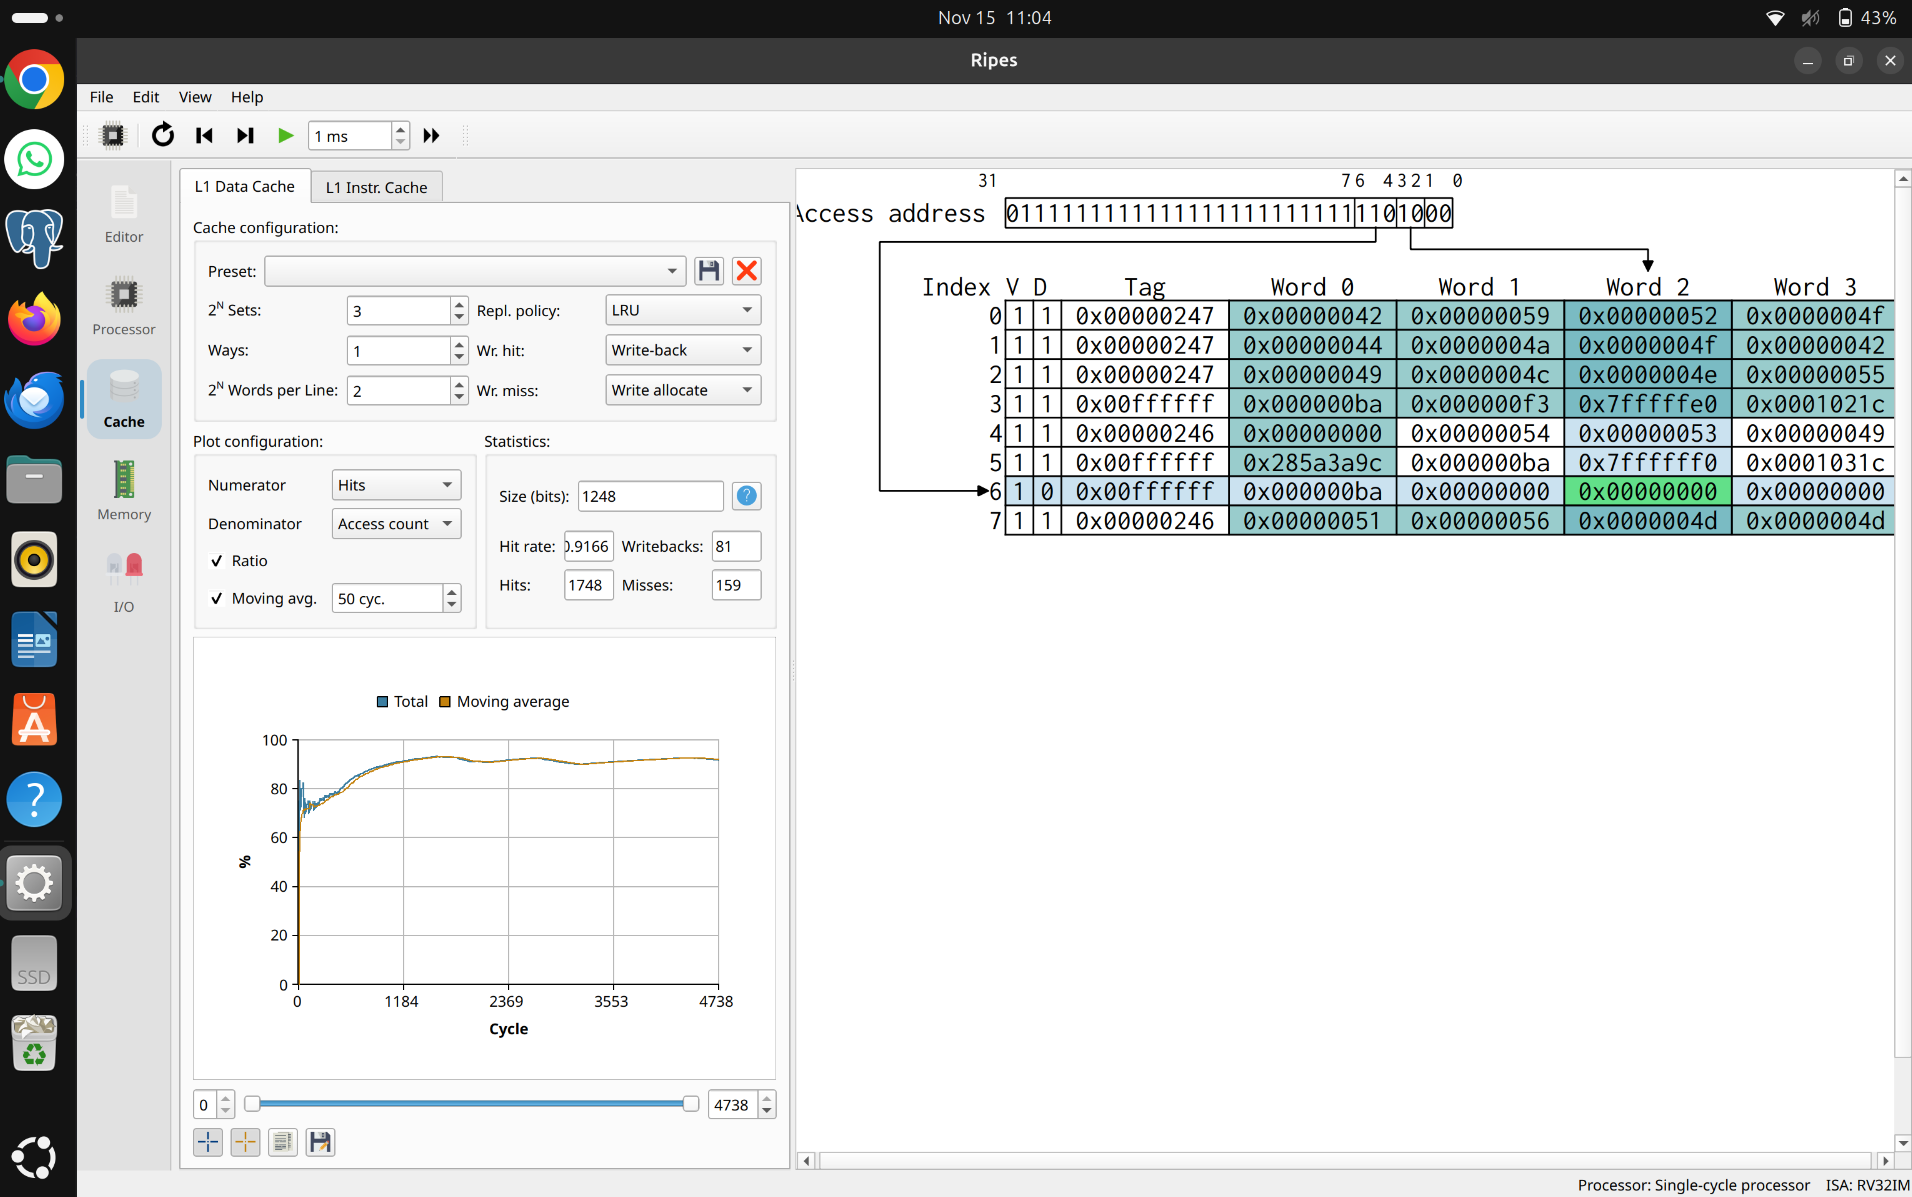 Nov 15 11:04
43%
Ripes
File Edit View Help
1 ms
Editor
Processor
Cache
Memory
I/O
SSD
L1 Data Cache L1 Instr. Cache
Cache configuration:
Preset:
2N Sets: 3 Repl. policy: LRU
Ways: 1 Wr. hit: Write-back
2N Words per Line: 2 Wr. miss: Write allocate
Plot configuration:
Numerator Hits
Denominator Access count
Ratio
Moving avg. 50 cyc.
Statistics:
Size (bits): 1248
Hit rate: 0.9166 Writebacks: 81
Hits: 1748 Misses: 159
Total Moving average
100
80
60
40
20
0
%
0 1184 2369 3553 4738
Cycle
0 4738
31 7 6 4 3 2 1 0
Access address 01111111111111111111111111101000
Index V D Tag Word 0 Word 1 Word 2 Word 3
0 1 1 0x00000247 0x00000042 0x00000059 0x00000052 0x0000004f
1 1 1 0x00000247 0x00000044 0x0000004a 0x0000004f 0x00000042
2 1 1 0x00000247 0x00000049 0x0000004c 0x0000004e 0x00000055
3 1 1 0x00ffffff 0x000000ba 0x000000f3 0x7fffffe0 0x0001021c
4 1 1 0x00000246 0x00000000 0x00000054 0x00000053 0x00000049
5 1 1 0x00ffffff 0x285a3a9c 0x000000ba 0x7ffffff0 0x0001031c
6 1 0 0x00ffffff 0x000000ba 0x00000000 0x00000000 0x00000000
7 1 1 0x00000246 0x00000051 0x00000056 0x0000004d 0x0000004d
Processor: Single-cycle processor ISA: RV32IM